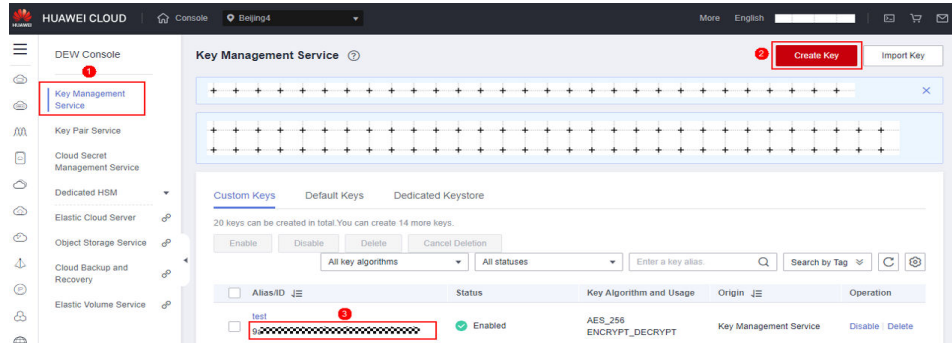 HUAWEI
HUAWEI CLOUD
Console
Beijing4
More
English
DEW Console
1
Key Management
Service
Key Pair Service
Cloud Secret
Management Service
Dedicated HSM
Elastic Cloud Server
Object Storage Service
Cloud Backup and
Recovery
Elastic Volume Service
Key Management Service ?
2
Create Key
Import Key
Custom Keys
Default Keys
Dedicated Keystore
20 keys can be created in total.You can create 14 more keys.
Enable
Disable
Delete
Cancel Deletion
All key algorithms
All statuses
Enter a key alias.
Search by Tag
Alias/ID
Status
Key Algorithm and Usage
Origin
Operation
test
3
Enabled
AES_256
ENCRYPT_DECRYPT
Key Management Service
Disable Delete